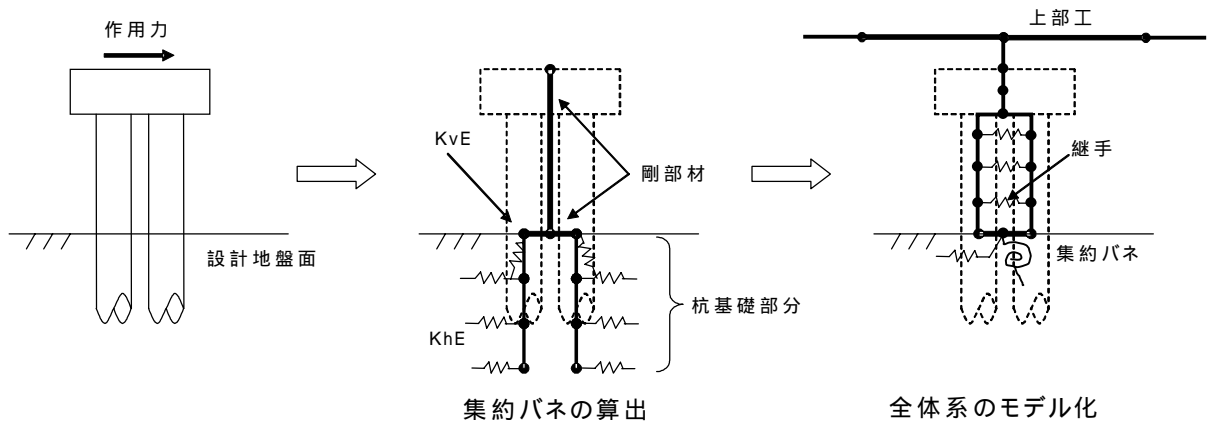 作用力
設計地盤面
KvE
剛部材
KhE
杭基礎部分
集約バネの算出
上部工
継手
集約バネ
全体系のモデル化